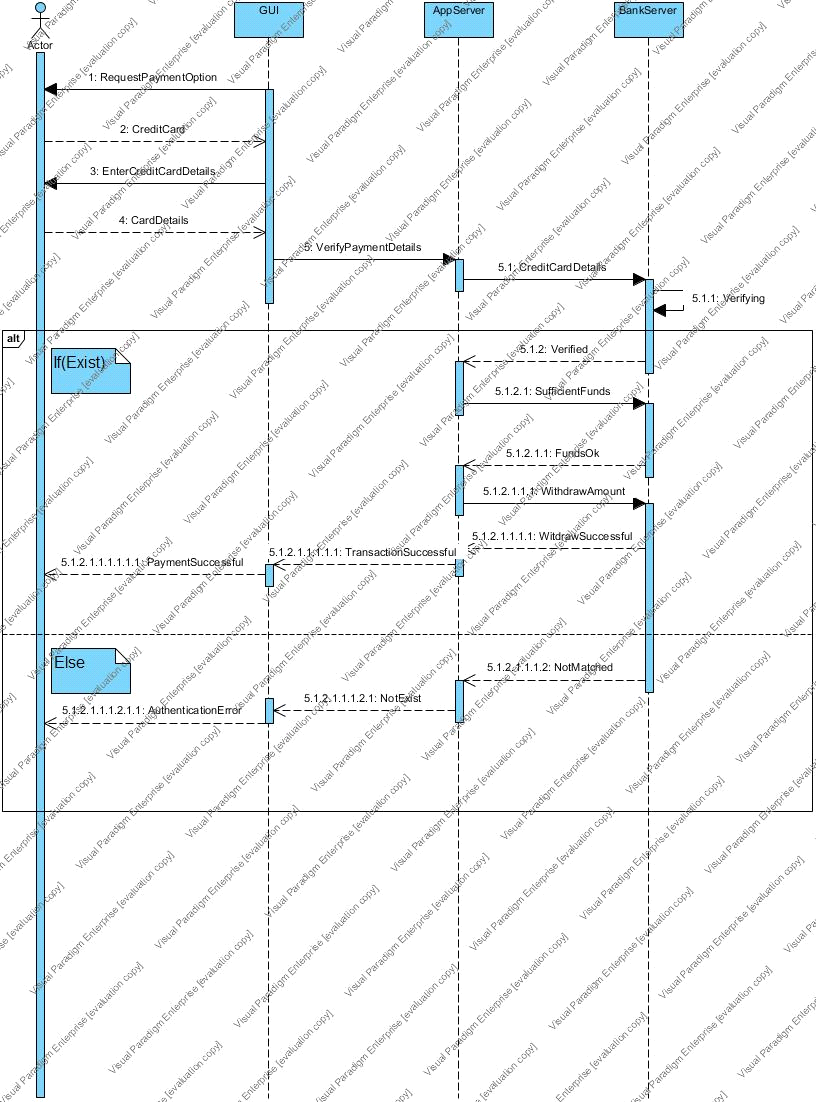 GUI
AppServer
BankServer
Actor
1: RequestPaymentOption
2: CreditCard
3: EnterCreditCardDetails
4: CardDetails
5: VerifyPaymentDetails
5.1: CreditCardDetails
5.1.1: Verifying
alt
If(Exist)
5.1.2: Verified
5.1.2.1: SufficientFunds
5.1.2.1.1: FundsOk
5.1.2.1.1.1: WithdrawAmount
5.1.2.1.1.1.1: WitdrawSuccessful
5.1.2.1.1.1.1.1: TransactionSuccessful
5.1.2.1.1.1.1.1.1: PaymentSuccessful
Else
5.1.2.1.1.1.2: NotMatched
5.1.2.1.1.1.2.1: NotExist
5.1.2.1.1.1.2.1.1: AuthenticationError
Visual Paradigm Enterprise [evaluation copy]